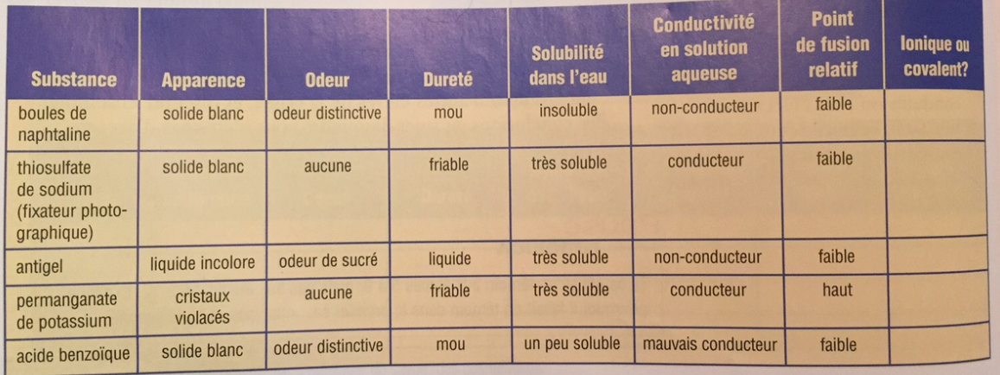 Substance Apparence Odeur Dureté Solubilité dans l'eau Conductivité en solution aqueuse Point de fusion relatif Ionique ou covalent?
boules de naphtaline solide blanc odeur distinctive mou insoluble non-conducteur faible
thiosulfate de sodium (fixateur photo-graphique) solide blanc aucune friable très soluble conducteur faible
antigel liquide incolore odeur de sucré liquide très soluble non-conducteur faible
permanganate de potassium cristaux violacés aucune friable très soluble conducteur haut
acide benzoïque solide blanc odeur distinctive mou un peu soluble mauvais conducteur faible